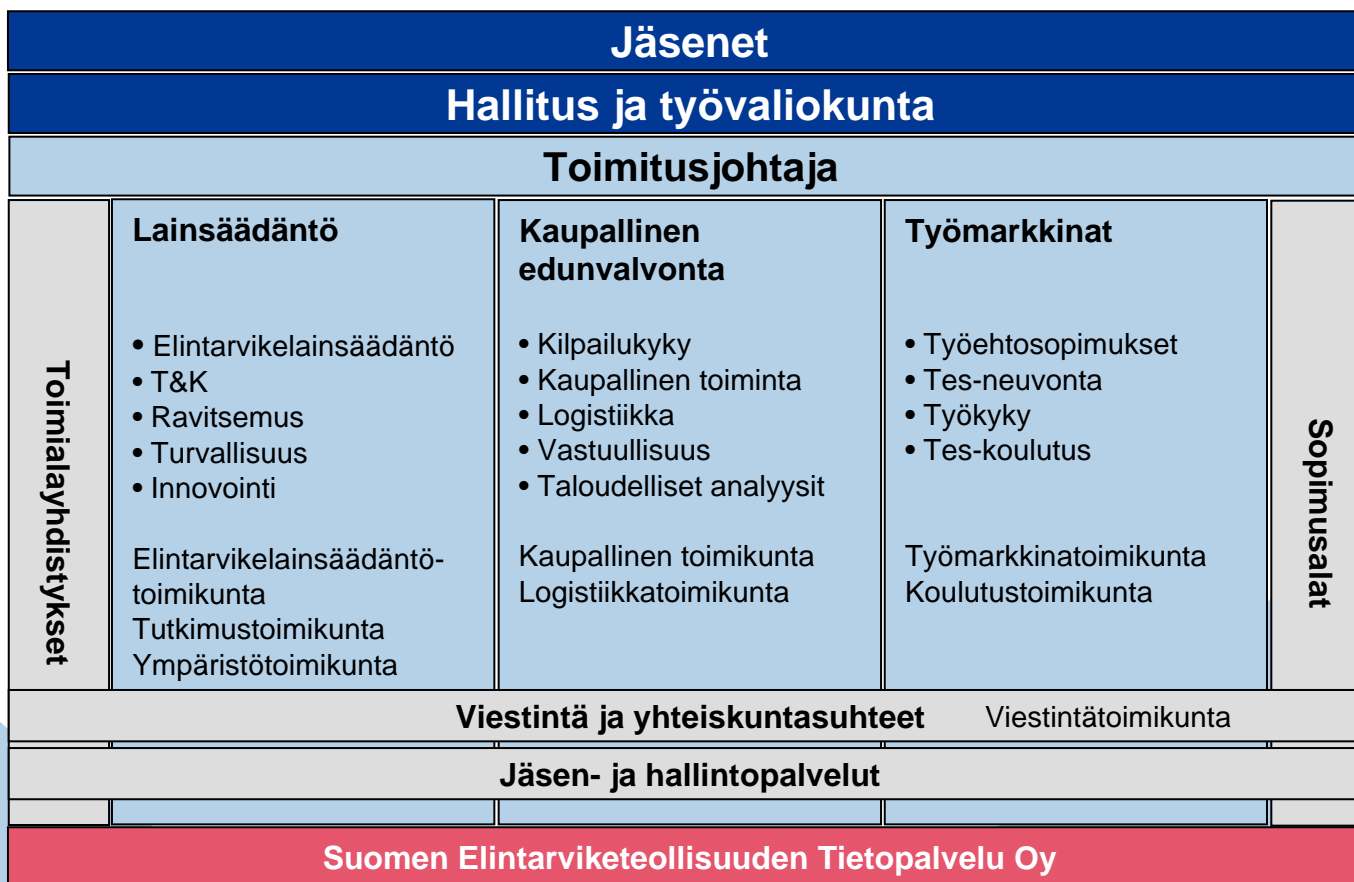 Jäsenet
Hallitus ja työvaliokunta
Toimitusjohtaja
Toimialayhdistykset
Lainsäädäntö
• Elintarvikelainsäädäntö
• T&K
• Ravitsemus
• Turvallisuus
• Innovointi
Elintarvikelainsäädäntö-
toimikunta
Tutkimustoimikunta
Ympäristötoimikunta
Kaupallinen
edunvalvonta
• Kilpailukyky
• Kaupallinen toiminta
• Logistiikka
• Vastuullisuus
• Taloudelliset analyysit
Kaupallinen toimikunta
Logistiikkatoimikunta
Työmarkkinat
• Työehtosopimukset
• Tes-neuvonta
• Työkyky
• Tes-koulutus
Työmarkkinatoimikunta
Koulutustoimikunta
Sopimusalat
Viestintä ja yhteiskuntasuhteet Viestintätoimikunta
Jäsen- ja hallintopalvelut
Suomen Elintarviketeollisuuden Tietopalvelu Oy